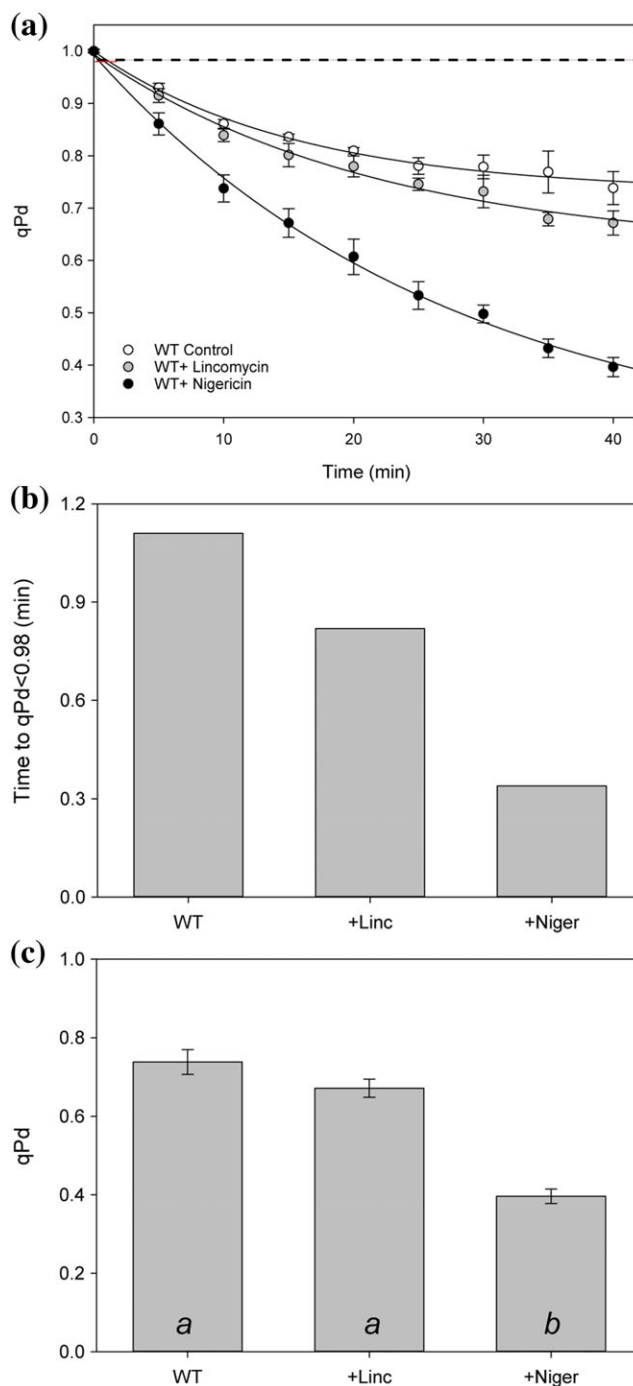 (a)
1.0
0.9
0.8
0.7
0.6
0.5
0.4
0.3
qPd
WT Control
WT+ Lincomycin
WT+ Nigericin
0 10 20 30 40
Time (min)
(b)
1.2
0.9
0.6
0.3
0.0
Time to qPd<0.98 (min)
WT +Linc +Niger
(c)
1.0
0.8
0.6
0.4
0.2
0.0
qPd
a a b
WT +Linc +Niger